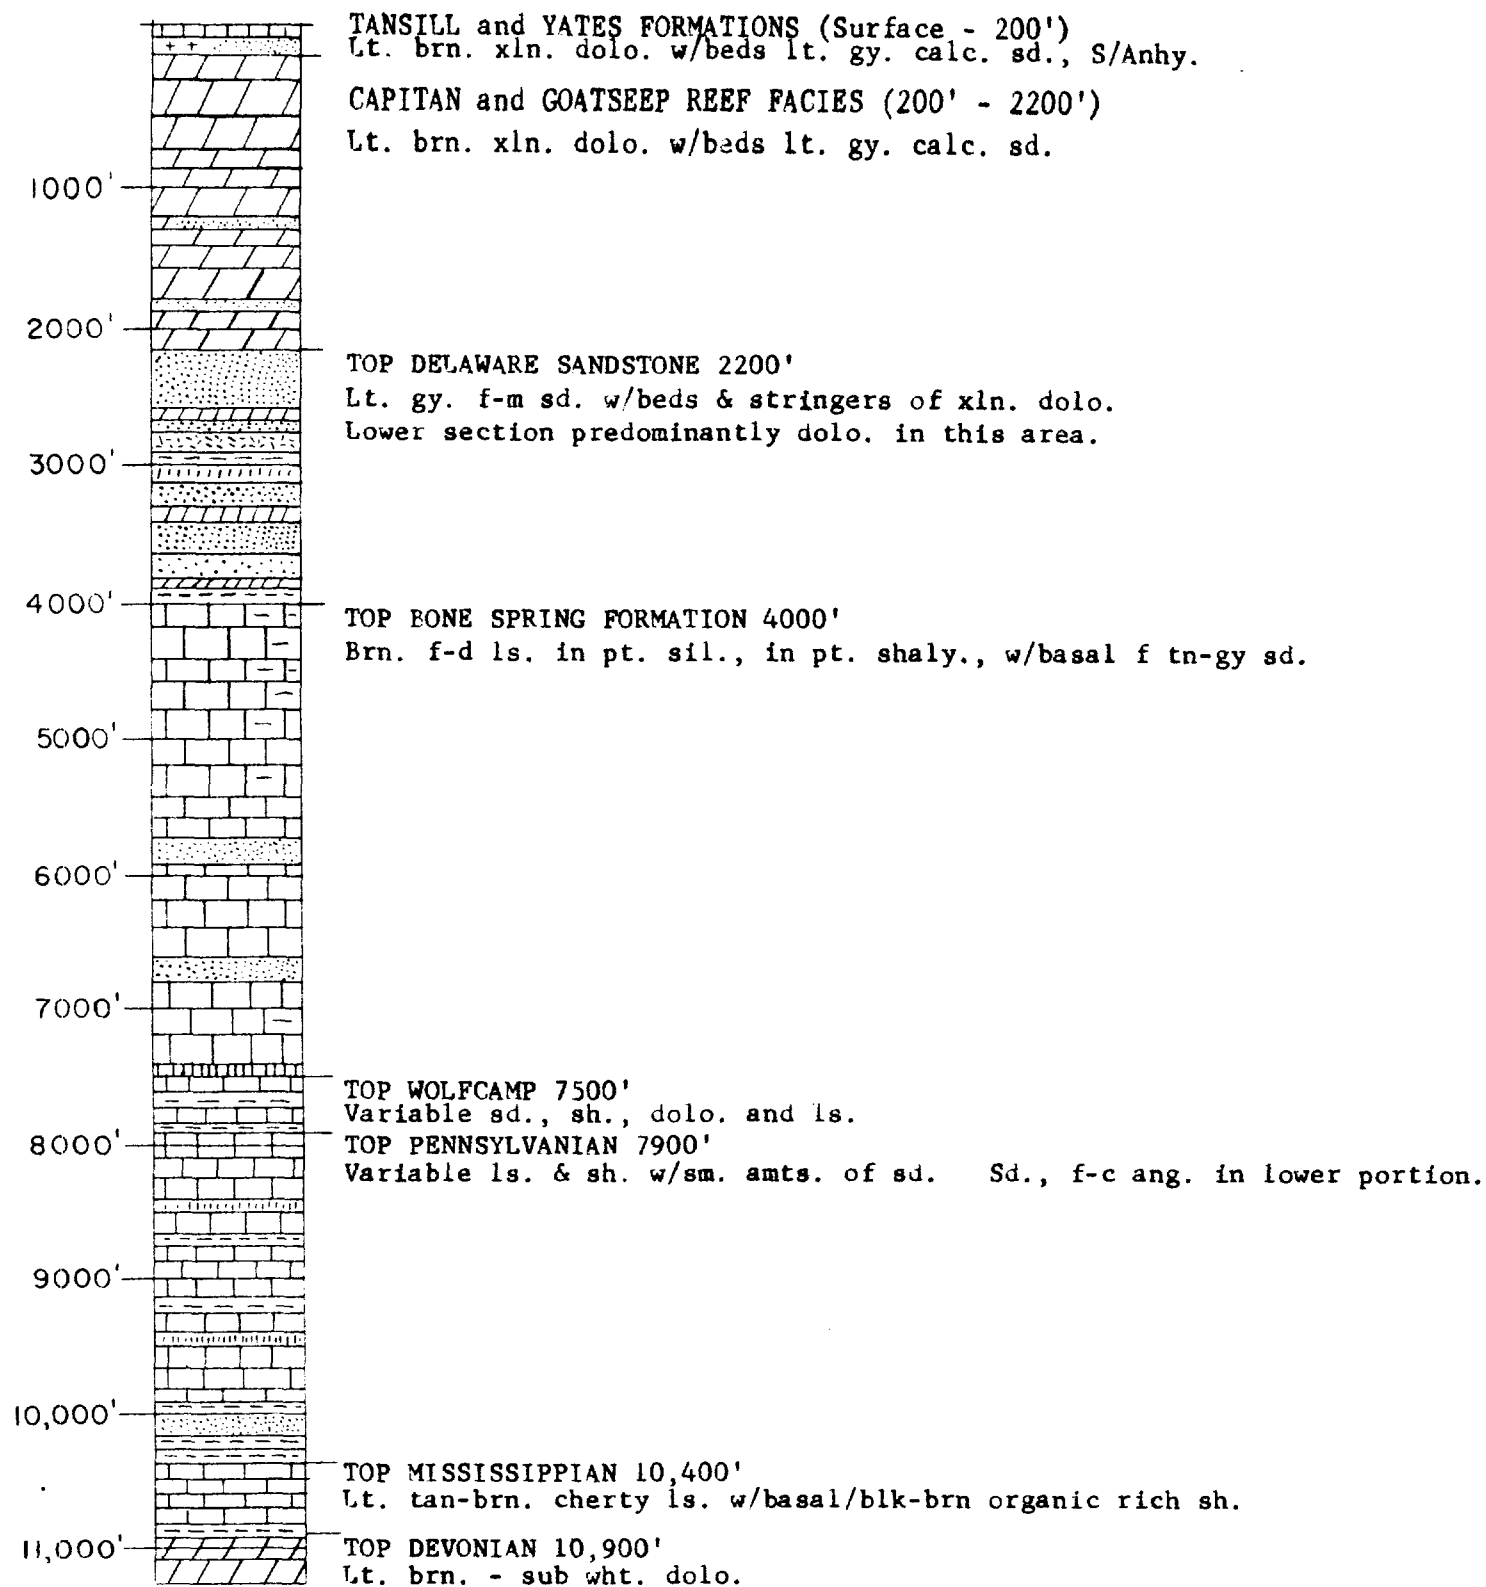 TANSILL and YATES FORMATIONS (Surface - 200')
Lt. brn. xln. dolo. w/beds lt. gy. calc. sd., S/Anhy.
CAPITAN and GOATSEEP REEF FACIES (200' - 2200')
Lt. brn. xln. dolo. w/beds lt. gy. calc. sd.
1000'
2000'
TOP DELAWARE SANDSTONE 2200'
Lt. gy. f-m sd. w/beds & stringers of xln. dolo.
Lower section predominantly dolo. in this area.
3000'
4000'
TOP BONE SPRING FORMATION 4000'
Brn. f-d ls. in pt. sil., in pt. shaly., w/basal f tn-gy sd.
5000'
6000'
7000'
TOP WOLFCAMP 7500'
Variable sd., sh., dolo. and ls.
8000'
TOP PENNSYLVANIAN 7900'
Variable ls. & sh. w/sm. amts. of sd. Sd., f-c ang. in lower portion.
9000'
10,000'
TOP MISSISSIPPIAN 10,400'
Lt. tan-brn. cherty ls. w/basal/blk-brn organic rich sh.
11,000'
TOP DEVONIAN 10,900'
Lt. brn. - sub wht. dolo.